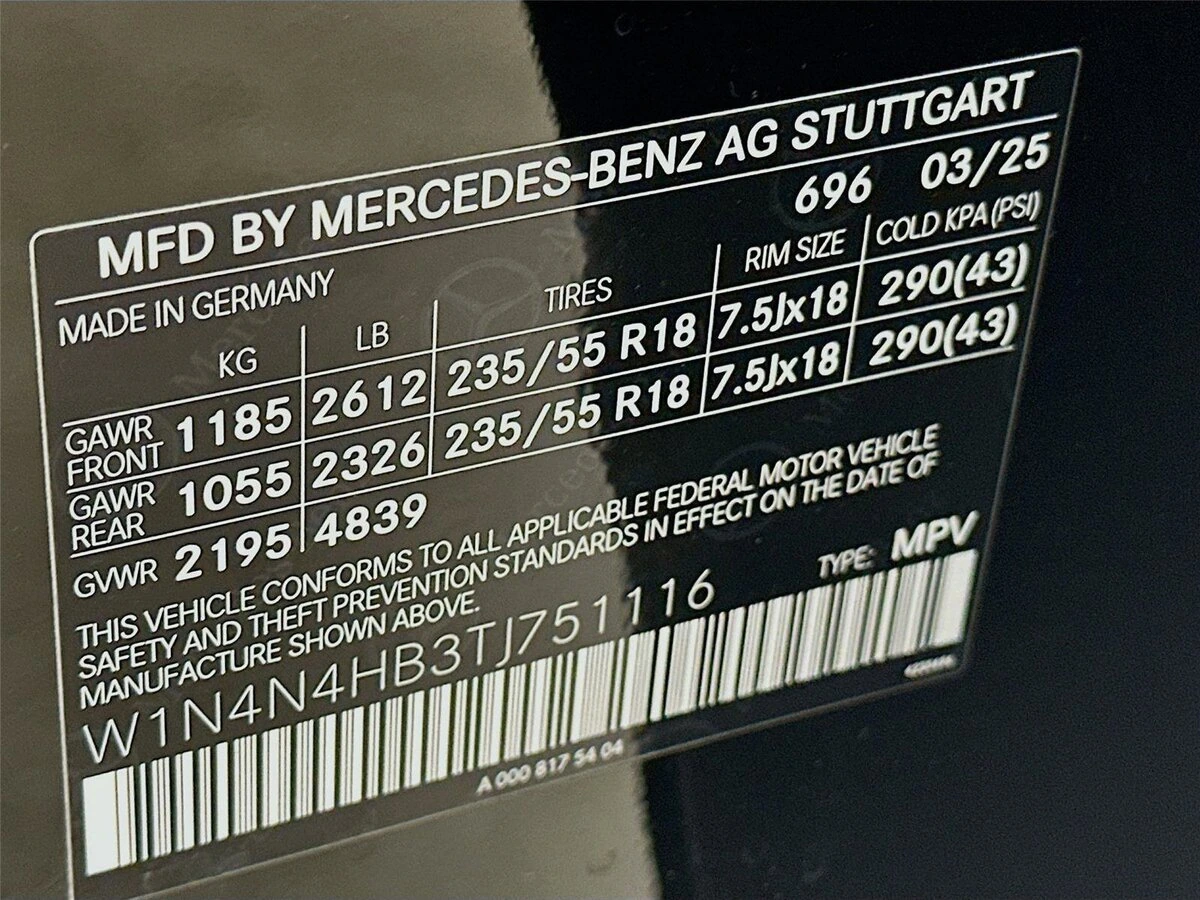 MFD BY MERCEDES-BENZ AG STUTTGART
MADE IN GERMANY 696 03/25
KG LB TIRES RIM SIZE COLD KPA (PSI)
GAWR FRONT 1185 2612 235/55 R18 7.5Jx18 290(43)
GAWR REAR 1055 2326 235/55 R18 7.5Jx18 290(43)
GVWR 2195 4839
THIS VEHICLE CONFORMS TO ALL APPLICABLE FEDERAL MOTOR VEHICLE
SAFETY AND THEFT PREVENTION STANDARDS IN EFFECT ON THE DATE OF
MANUFACTURE SHOWN ABOVE.
TYPE: MPV
W1N4N4HB3TJ751116
A 000 817 54 04